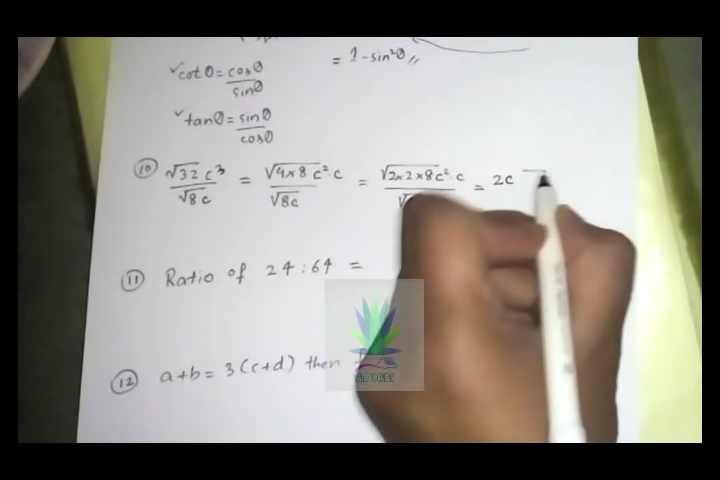 = 1 - sin²θ,,
✓cotθ = cosθ/sinθ
✓tanθ = sinθ/cosθ
⑩ √32 c³/√8c = √4×8 c²·c/√8c = √2×2×8c²·c/√ = 2c
⑪ Ratio of 24 : 64 =
⑫ a+b = 3(c+d) then